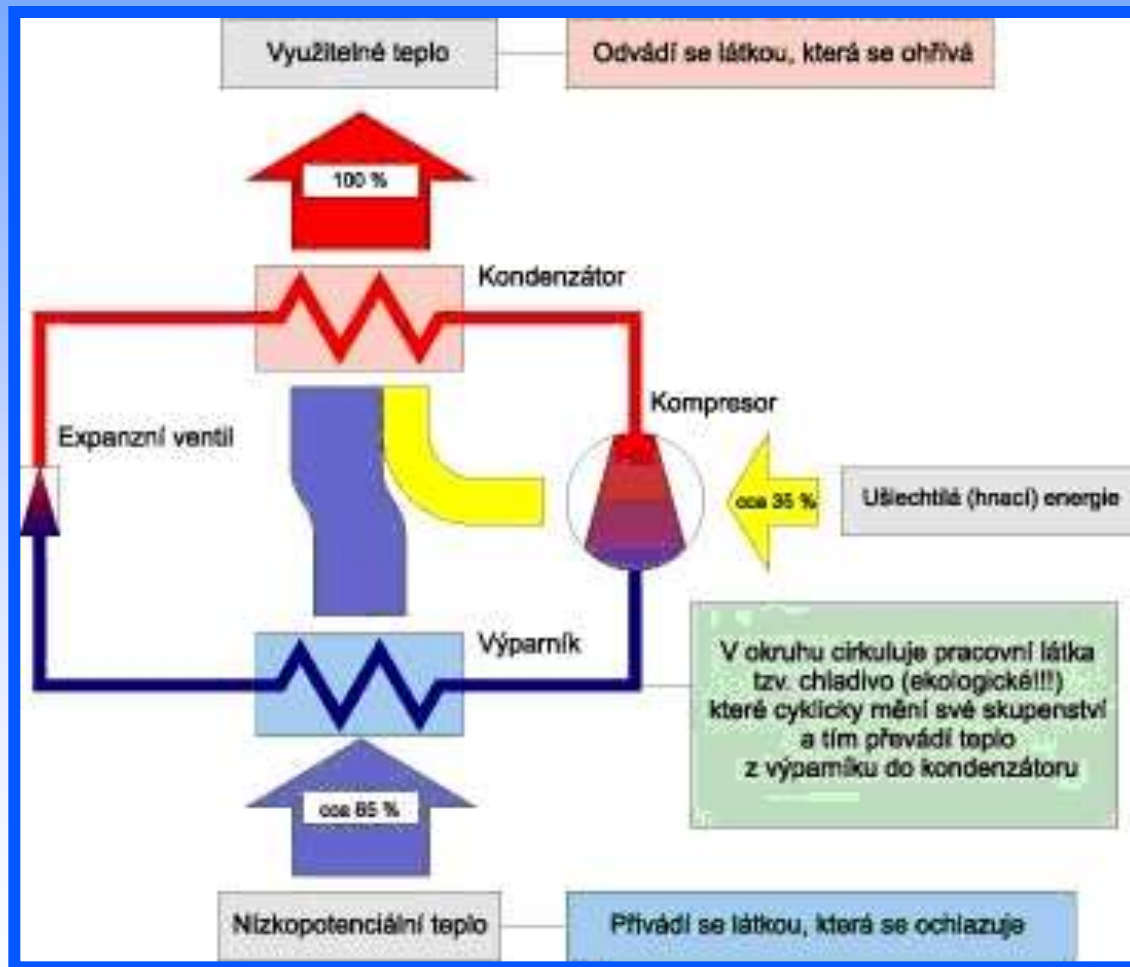 Využitelné teplo
Odvádí se látkou, která se ohřívá
100 %
Kondenzátor
Kompresor
Expanzní ventil
cca 35 %
Ušlechtilá (hnací) energie
Výparník
V okruhu cirkuluje pracovní látka
tzv. chladivo (ekologické!!!)
které cyklicky mění své skupenství
a tím převádí teplo
z výparníku do kondenzátoru
cca 65 %
Nízkopotenciální teplo
Přivádí se látkou, která se ochlazuje